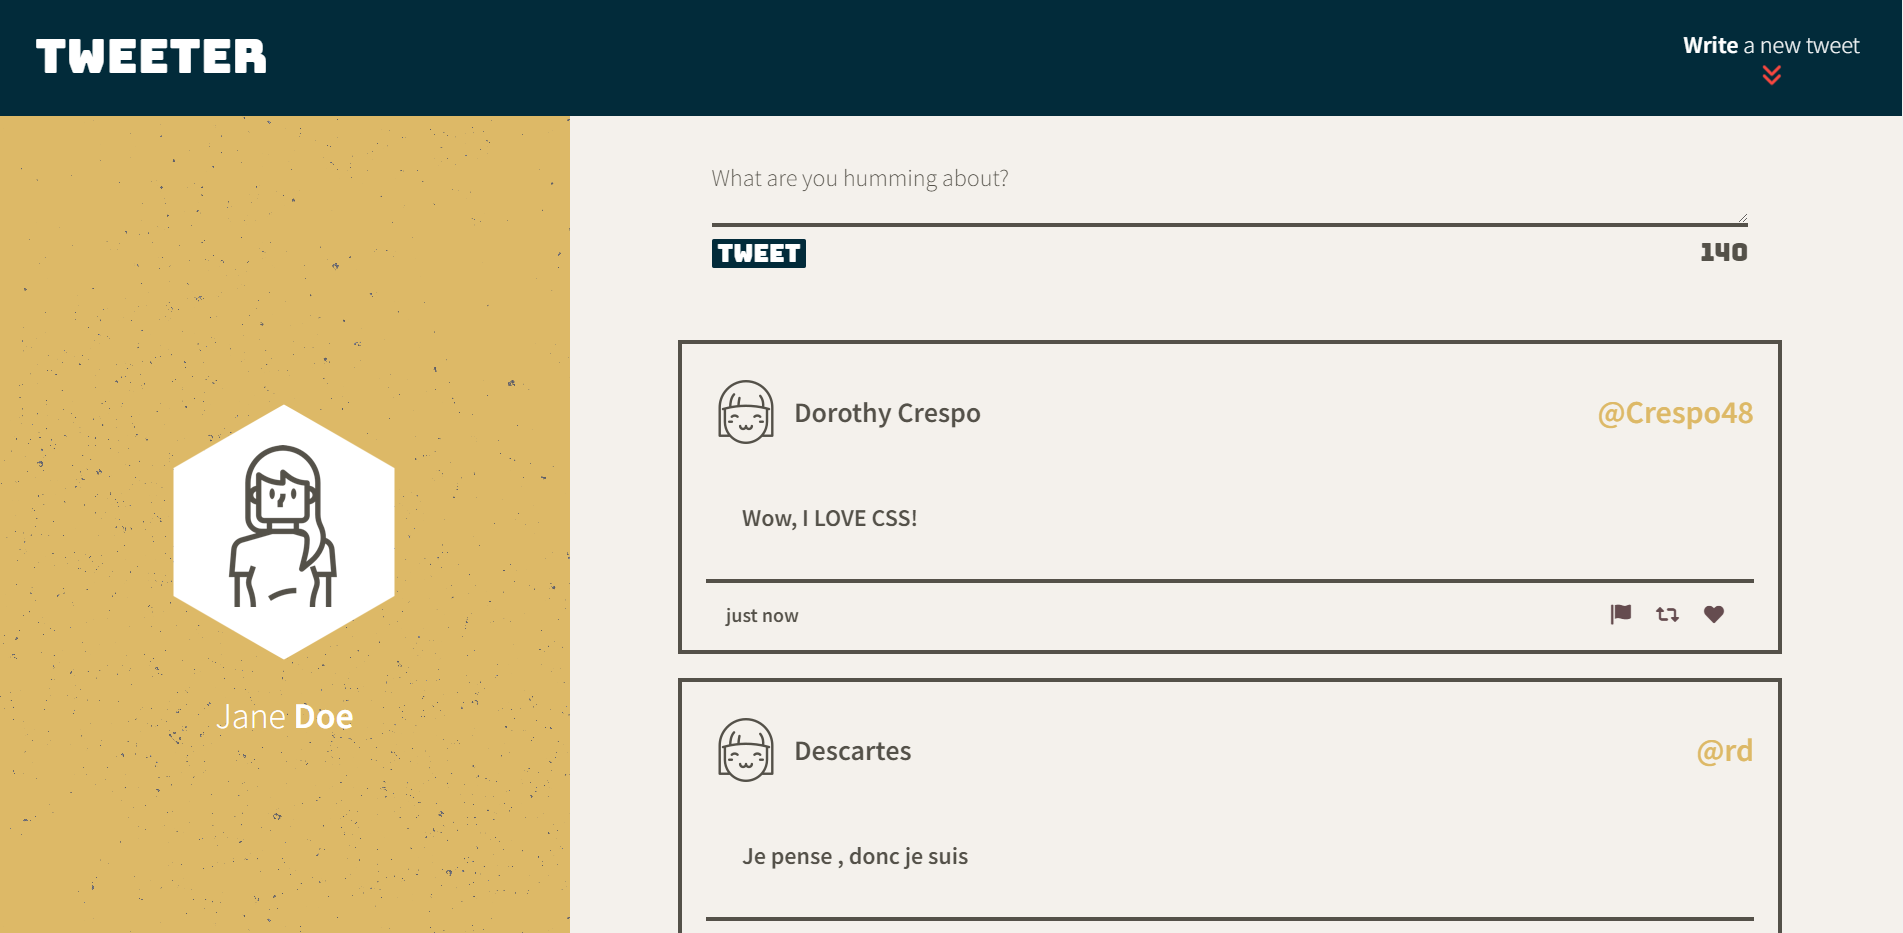 TWEETER
Write a new tweet
Jane Doe
What are you humming about?
TWEET
140
Dorothy Crespo
@Crespo48
Wow, I LOVE CSS!
just now
Descartes
@rd
Je pense , donc je suis